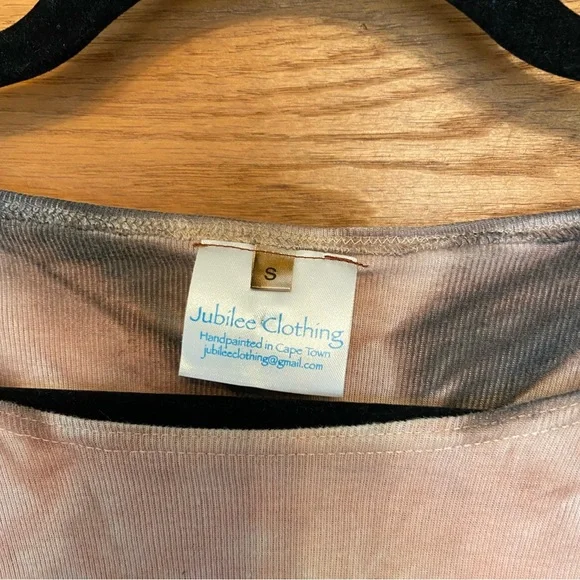 S
Jubilee Clothing
Handpainted in Cape Town
jubileeclothing@gmail.com